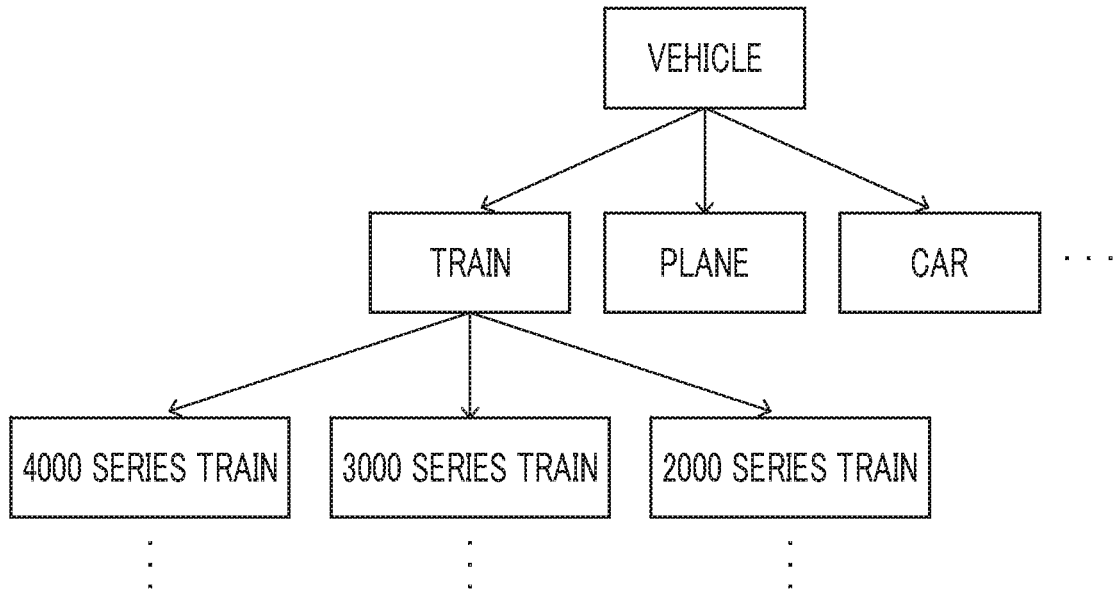 VEHICLE
TRAIN
PLANE
CAR
. . .
4000 SERIES TRAIN
3000 SERIES TRAIN
2000 SERIES TRAIN